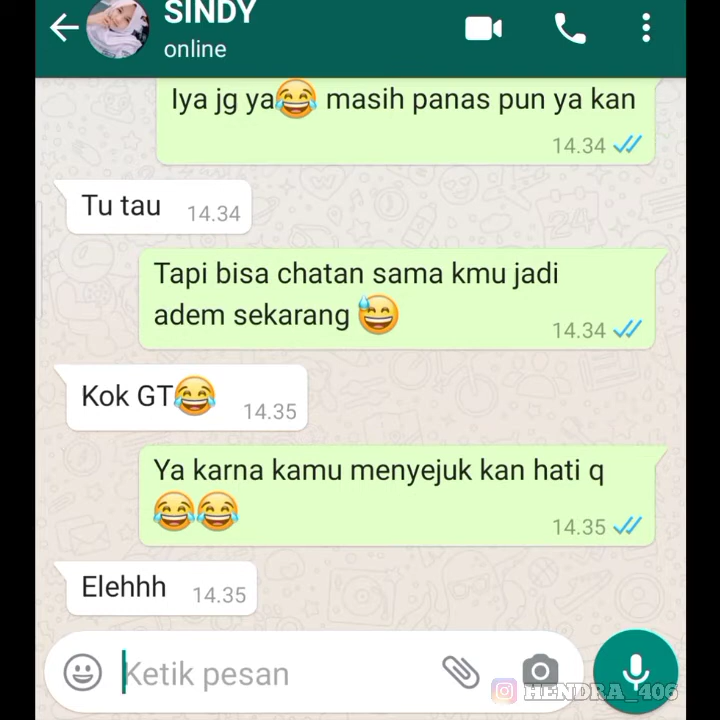 SINDY
online
Iya jg ya😂 masih panas pun ya kan
14.34
Tu tau 14.34
Tapi bisa chatan sama kmu jadi
adem sekarang 😅 14.34
Kok GT😂 14.35
Ya karna kamu menyejuk kan hati q
😂😂 14.35
Elehhh 14.35
Ketik pesan
HENDRA_406